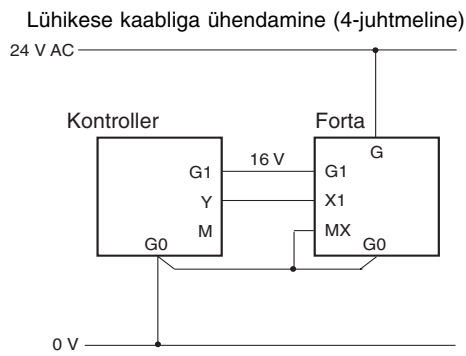 Lühikese kaabliga ühendamine (4-juhtmeline)
24 V AC
Kontroller
Forta
G
G1
16 V
G1
Y
X1
M
MX
G0
G0
0 V